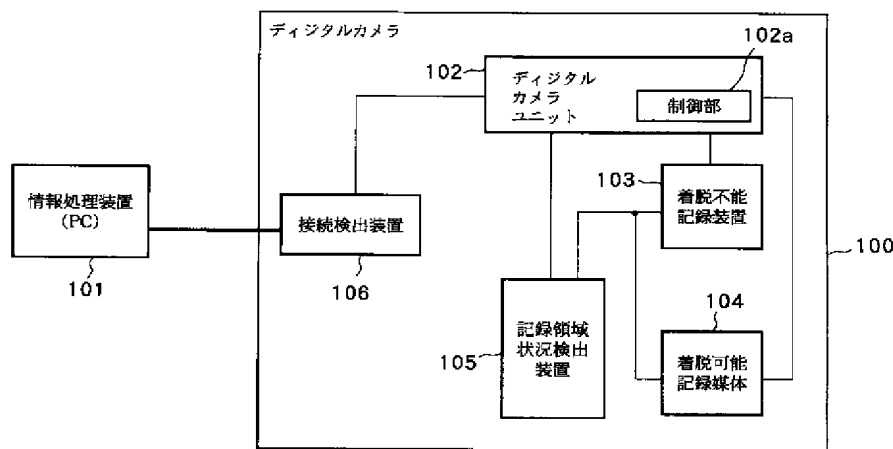 ディジタルカメラ
102a
102
ディジタル
カメラ
ユニット
制御部
103
着脱不能
記録装置
情報処理装置
(PC)
101
接続検出装置
106
100
記録領域
状況検出
装置
105
104
着脱可能
記録媒体